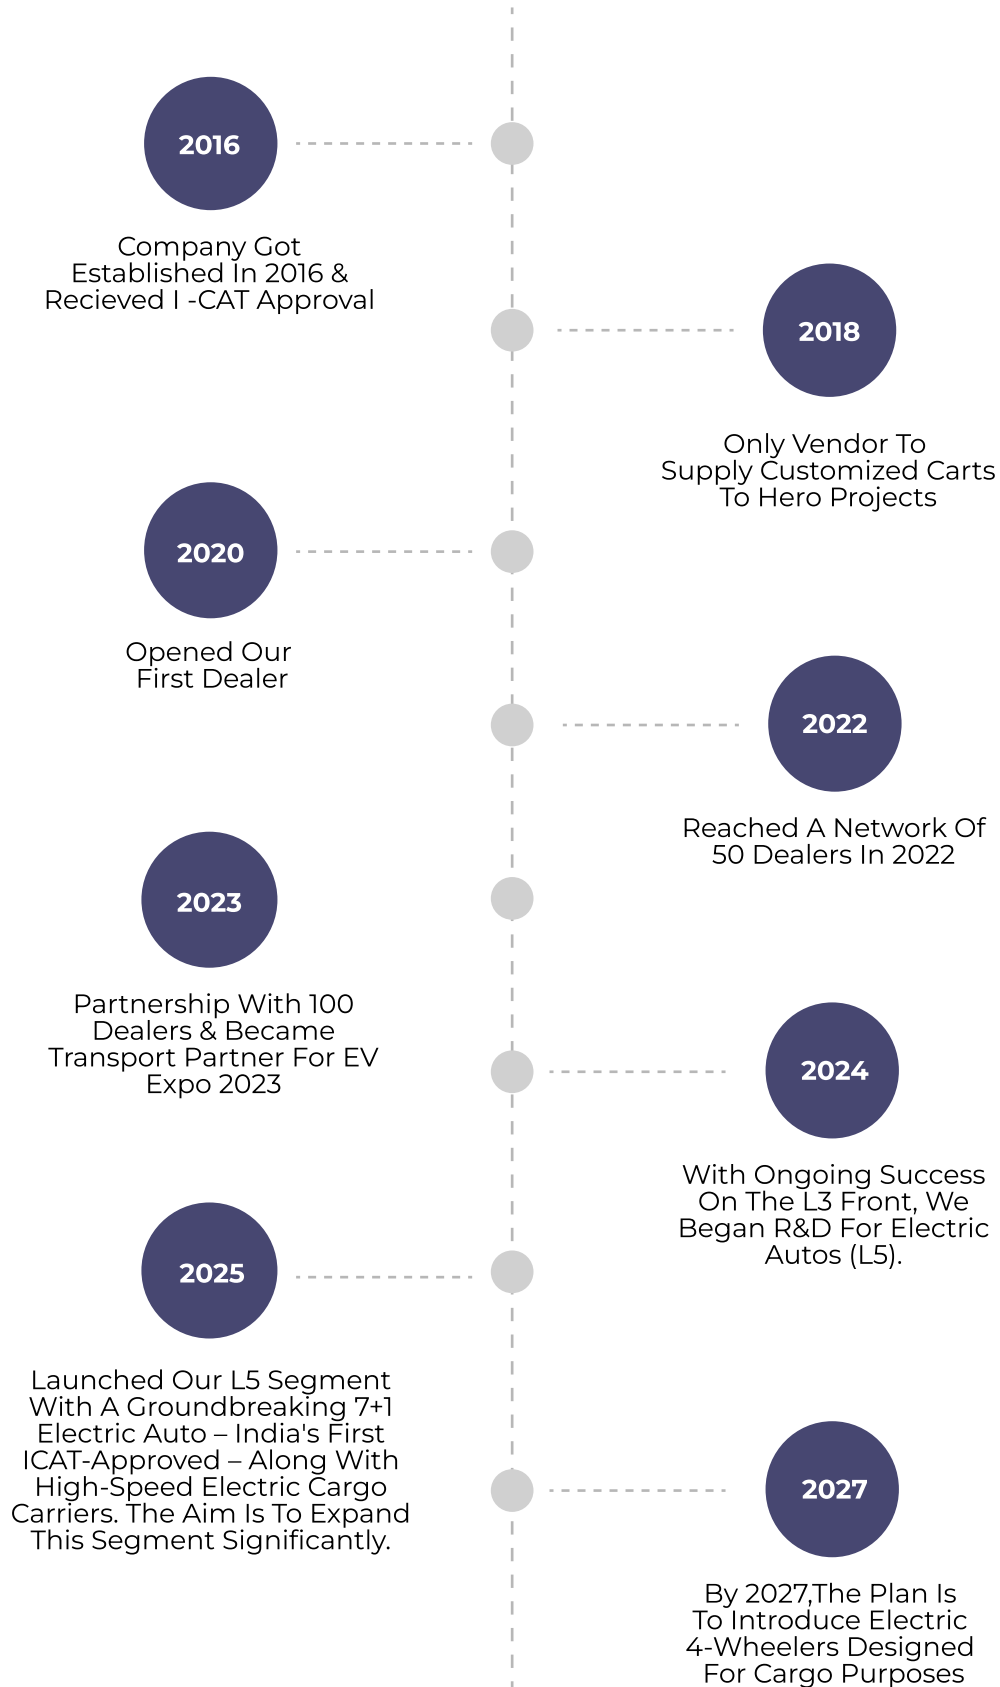 2016
Company Got
Established In 2016 &
Recieved I -CAT Approval
2018
Only Vendor To
Supply Customized Carts
To Hero Projects
2020
Opened Our
First Dealer
2022
Reached A Network Of
50 Dealers In 2022
2023
Partnership With 100
Dealers & Became
Transport Partner For EV
Expo 2023
2024
With Ongoing Success
On The L3 Front, We
Began R&D For Electric
Autos (L5).
2025
Launched Our L5 Segment
With A Groundbreaking 7+1
Electric Auto – India's First
ICAT-Approved – Along With
High-Speed Electric Cargo
Carriers. The Aim Is To Expand
This Segment Significantly.
2027
By 2027,The Plan Is
To Introduce Electric
4-Wheelers Designed
For Cargo Purposes